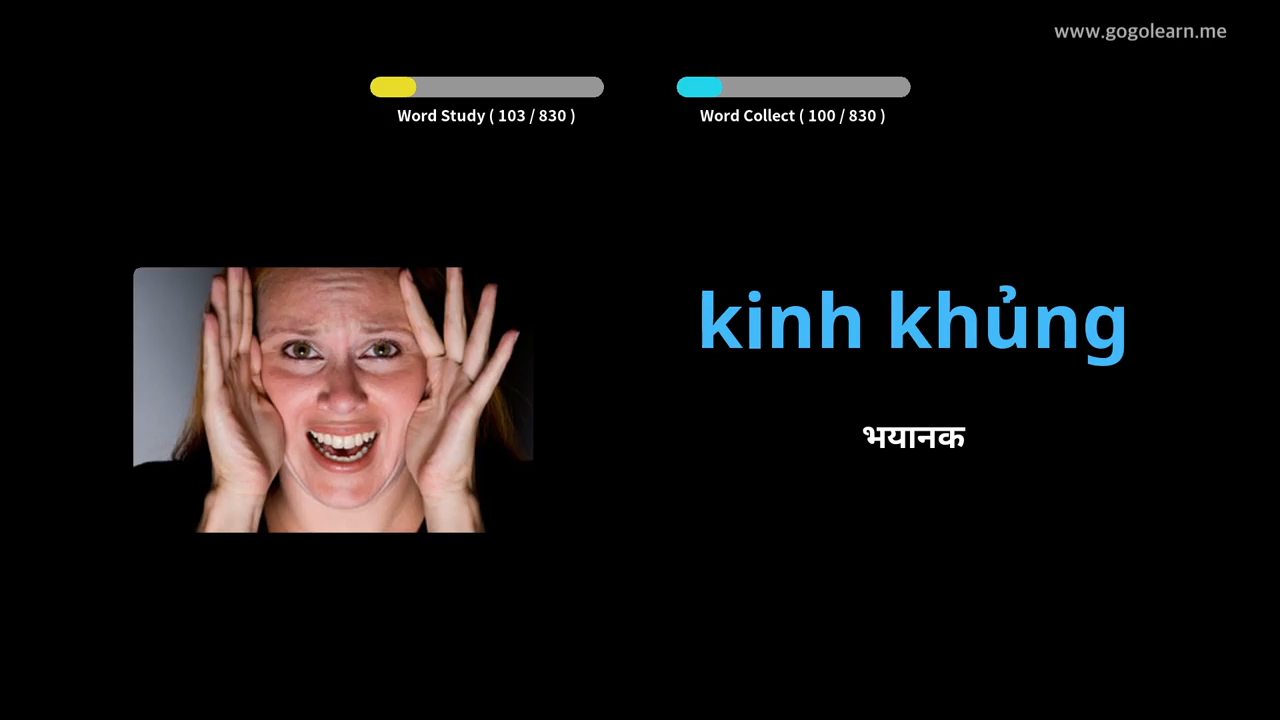 www.gogolearn.me
Word Study ( 103 / 830 )
Word Collect ( 100 / 830 )
kinh khủng
भयानक